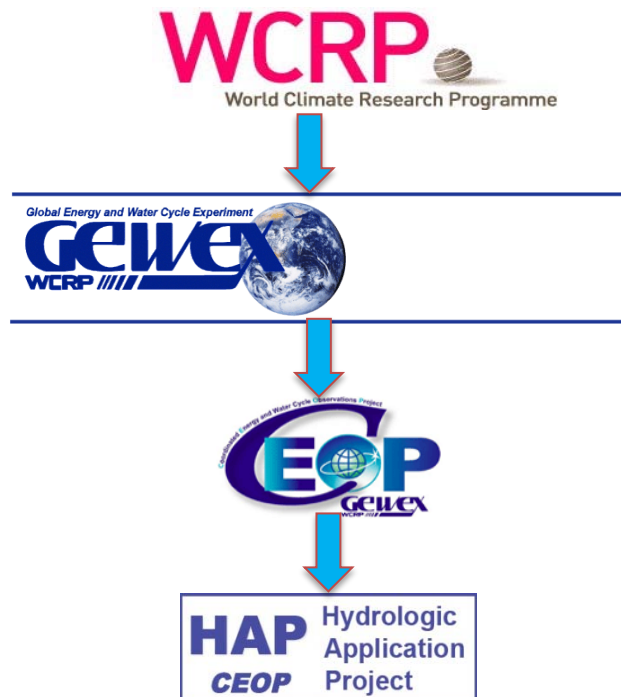 WCRP
World Climate Research Programme
Global Energy and Water Cycle Experiment
GEWEX
WCRP
Coordinated Energy and Water Cycle Observations Project
CEOP
GEWEX
WCRP
HAP Hydrologic
Application
CEOP Project